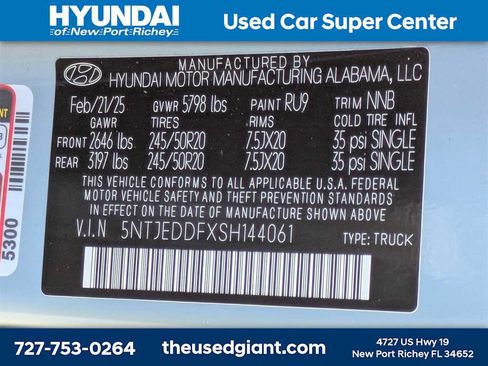 HYUNDAI
of New Port Richey
Used Car Super Center
MANUFACTURED BY
HYUNDAI MOTOR MANUFACTURING ALABAMA, LLC
Feb/21/25 GVWR 5798 lbs PAINT RU9 TRIM NNB
GAWR TIRES RIMS COLD TIRE INFL
FRONT 2646 lbs 245/50R20 7.5JX20 35 psi SINGLE
REAR 3197 lbs 245/50R20 7.5JX20 35 psi SINGLE
THIS VEHICLE CONFORMS TO ALL APPLICABLE U.S.A. FEDERAL
MOTOR VEHICLE SAFETY AND THEFT PREVENTION STANDARDS
IN EFFECT ON THE DATE OF MANUFACTURE SHOWN ABOVE.
V.I.N 5NTJEDDFXSH144061 TYPE: TRUCK
5300
727-753-0264
theusedgiant.com
4727 US Hwy 19
New Port Richey FL 34652